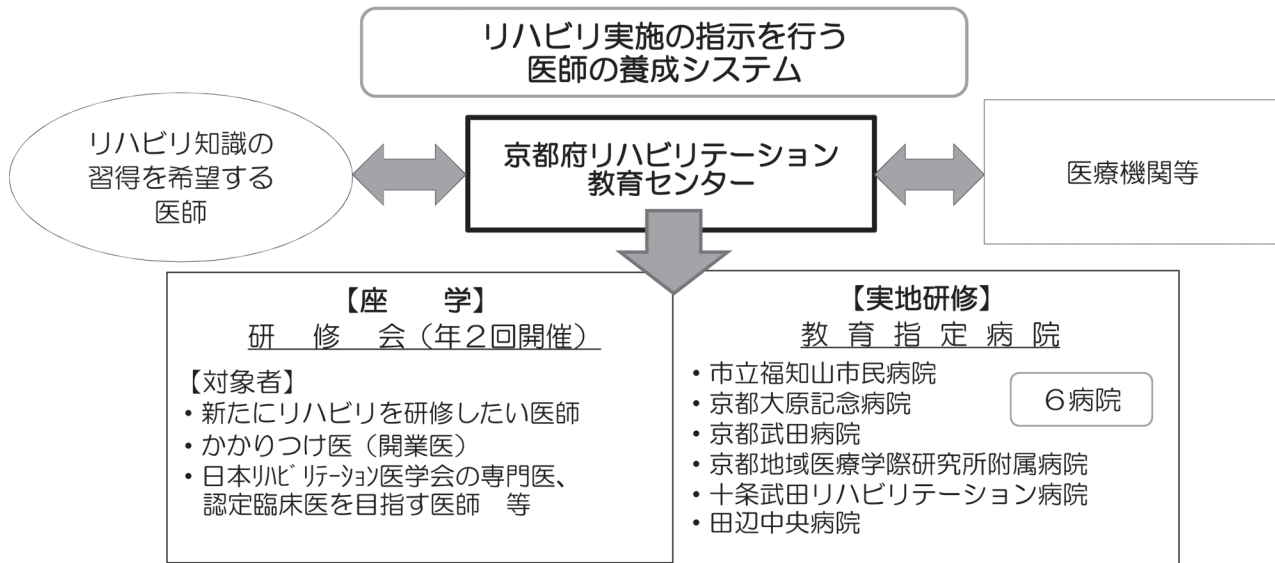 リハビリ実施の指示を行う
医師の養成システム
リハビリ知識の
習得を希望する
医師
京都府リハビリテーション
教育センター
医療機関等
【座　　学】
研　修　会（年２回開催）
【対象者】
・新たにリハビリを研修したい医師
・かかりつけ医（開業医）
・日本ﾘﾊﾋﾞﾘﾃｰｼｮﾝ医学会の専門医、
認定臨床医を目指す医師　等
【実地研修】
教 育 指 定 病 院
・市立福知山市民病院
・京都大原記念病院
・京都武田病院
・京都地域医療学際研究所附属病院
・十条武田リハビリテーション病院
・田辺中央病院
６病院